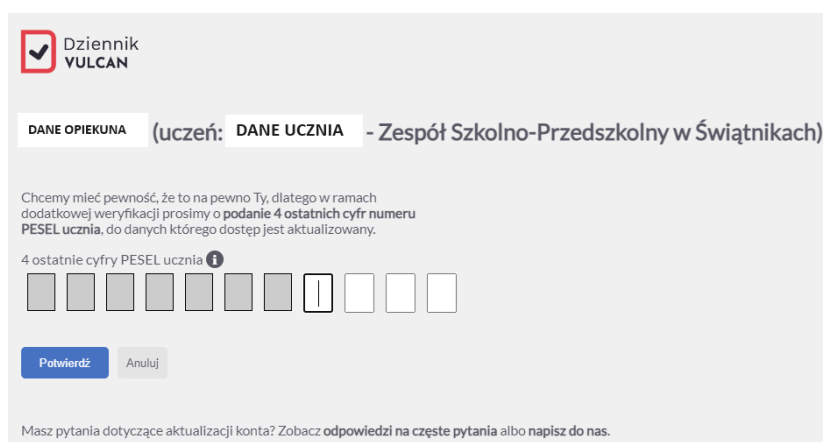 Dziennik
VULCAN
DANE OPIEKUNA (uczeń: DANE UCZNIA - Zespół Szkolno-Przedszkolny w Świątnikach)
Chcemy mieć pewność, że to na pewno Ty, dlatego w ramach
dodatkowej weryfikacji prosimy o podanie 4 ostatnich cyfr numeru
PESEL ucznia, do danych którego dostęp jest aktualizowany.
4 ostatnie cyfry PESEL ucznia i
Potwierdź Anuluj
Masz pytania dotyczące aktualizacji konta? Zobacz odpowiedzi na częste pytania albo napisz do nas.